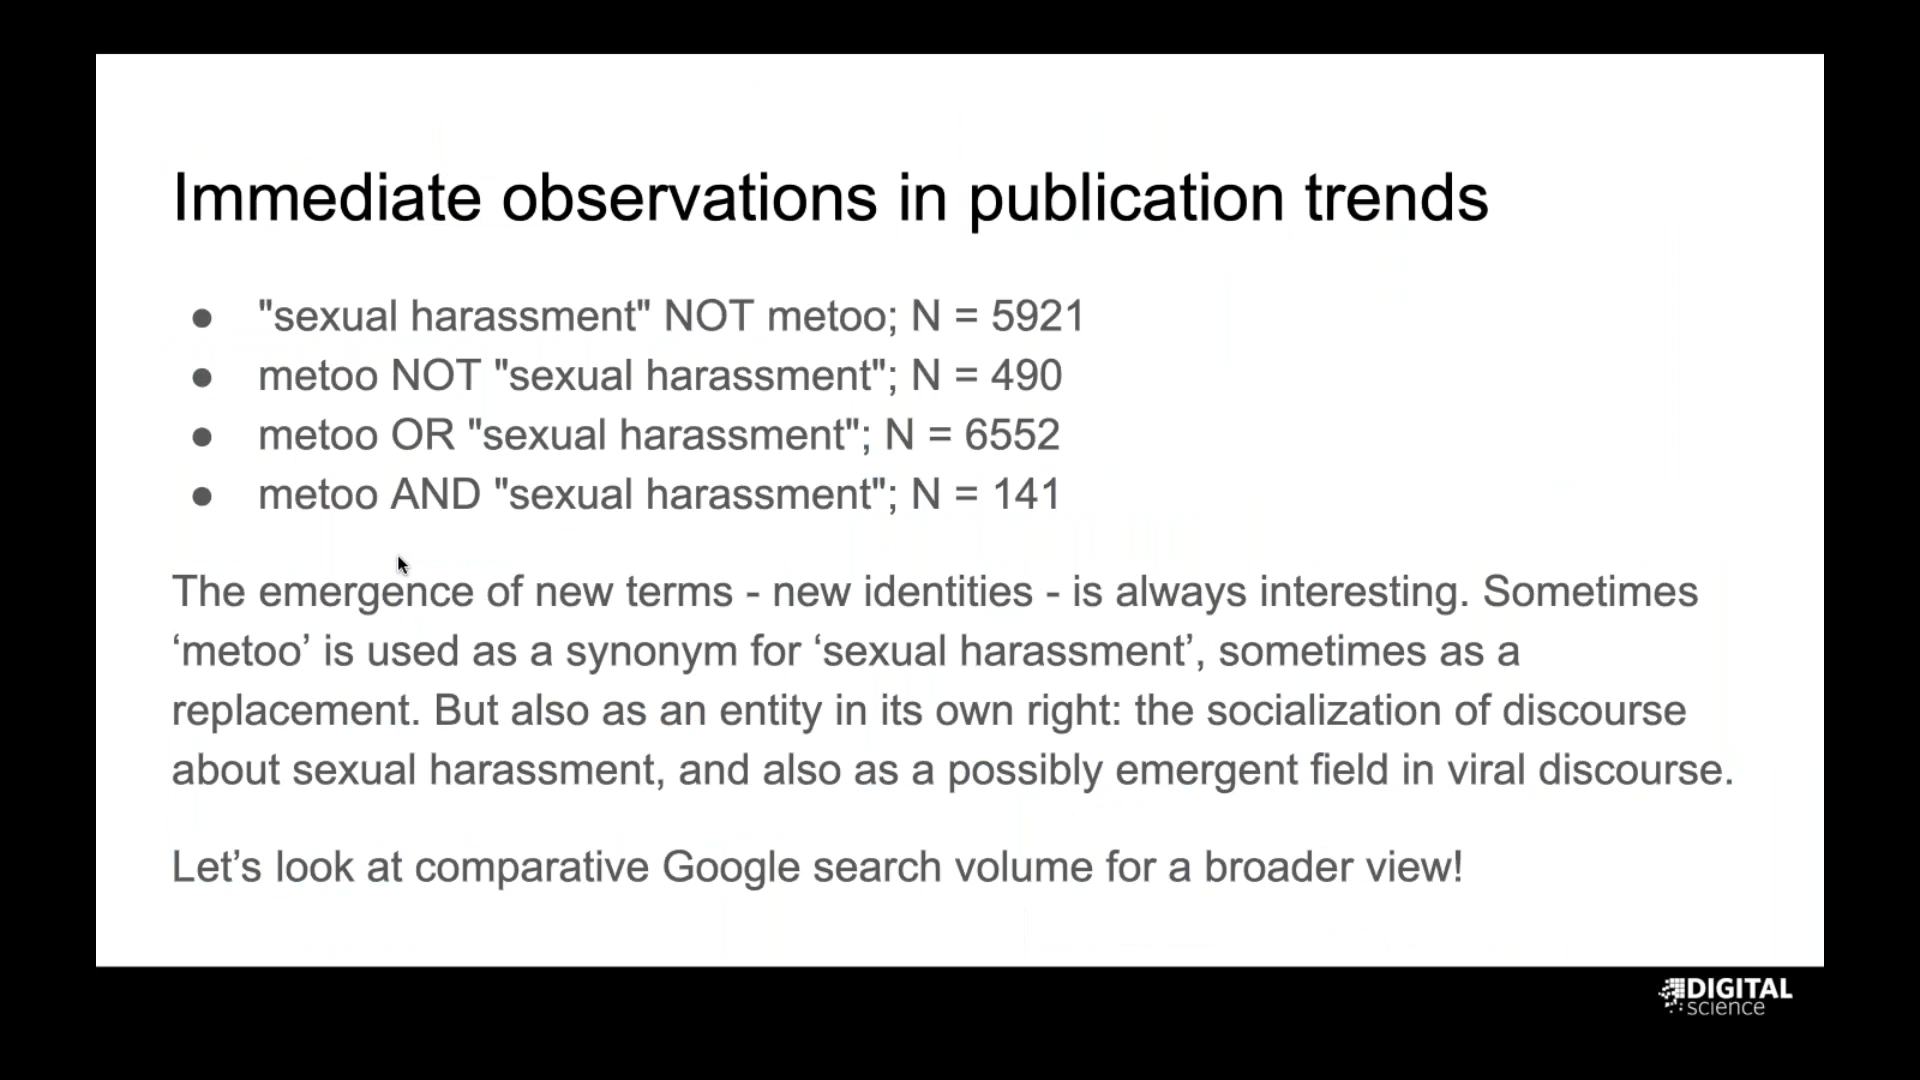 Immediate observations in publication trends
● "sexual harassment" NOT metoo; N = 5921
● metoo NOT "sexual harassment"; N = 490
● metoo OR "sexual harassment"; N = 6552
● metoo AND "sexual harassment"; N = 141
The emergence of new terms - new identities - is always interesting. Sometimes
‘metoo’ is used as a synonym for ‘sexual harassment’, sometimes as a
replacement. But also as an entity in its own right: the socialization of discourse
about sexual harassment, and also as a possibly emergent field in viral discourse.
Let’s look at comparative Google search volume for a broader view!
DIGITAL
science